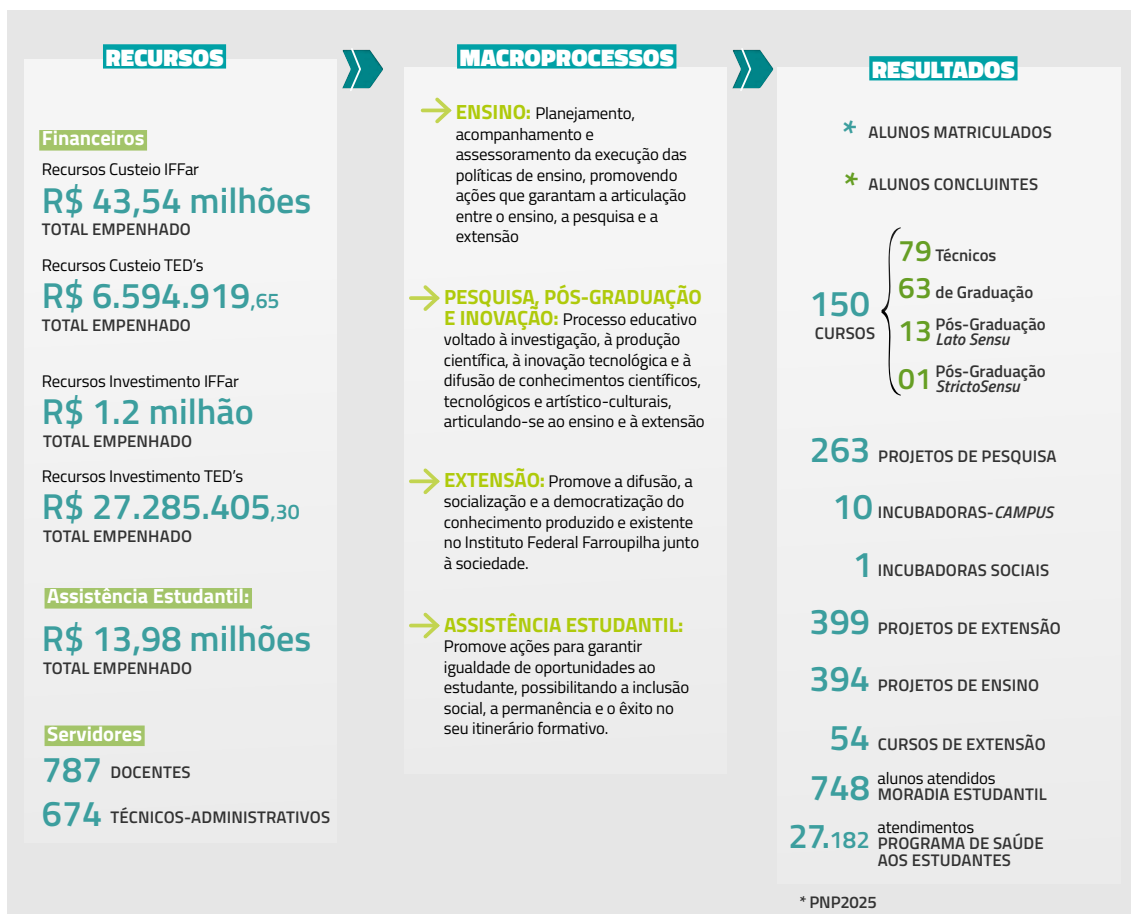 RECURSOS
Financeiros
Recursos Custeio IFFar
R$ 43,54 milhões
TOTAL EMPENHADO
Recursos Custeio TED's
R$ 6.594.919,65
TOTAL EMPENHADO
Recursos Investimento IFFar
R$ 1.2 milhão
TOTAL EMPENHADO
Recursos Investimento TED's
R$ 27.285.405,30
TOTAL EMPENHADO
Assistência Estudantil:
R$ 13,98 milhões
TOTAL EMPENHADO
Servidores
787 DOCENTES
674 TÉCNICOS-ADMINISTRATIVOS
MACROPROCESSOS
ENSINO: Planejamento,
acompanhamento e
assessoramento da execução das
políticas de ensino, promovendo
ações que garantam a articulação
entre o ensino, a pesquisa e a
extensão
PESQUISA, PÓS-GRADUAÇÃO
E INOVAÇÃO: Processo educativo
voltado à investigação, à produção
científica, à inovação tecnológica e à
difusão de conhecimentos científicos,
tecnológicos e artístico-culturais,
articulando-se ao ensino e à extensão
EXTENSÃO: Promove a difusão, a
socialização e a democratização do
conhecimento produzido e existente
no Instituto Federal Farroupilha junto
à sociedade.
ASSISTÊNCIA ESTUDANTIL:
Promove ações para garantir
igualdade de oportunidades ao
estudante, possibilitando a inclusão
social, a permanência e o êxito no
seu itinerário formativo.
RESULTADOS
* ALUNOS MATRICULADOS
* ALUNOS CONCLUINTES
150
CURSOS
79 Técnicos
63 de Graduação
13 Pós-Graduação
Lato Sensu
01 Pós-Graduação
StrictoSensu
263 PROJETOS DE PESQUISA
10 INCUBADORAS-CAMPUS
1 INCUBADORAS SOCIAIS
399 PROJETOS DE EXTENSÃO
394 PROJETOS DE ENSINO
54 CURSOS DE EXTENSÃO
748 alunos atendidos
MORADIA ESTUDANTIL
27.182 atendimentos
PROGRAMA DE SAÚDE
AOS ESTUDANTES
* PNP2025